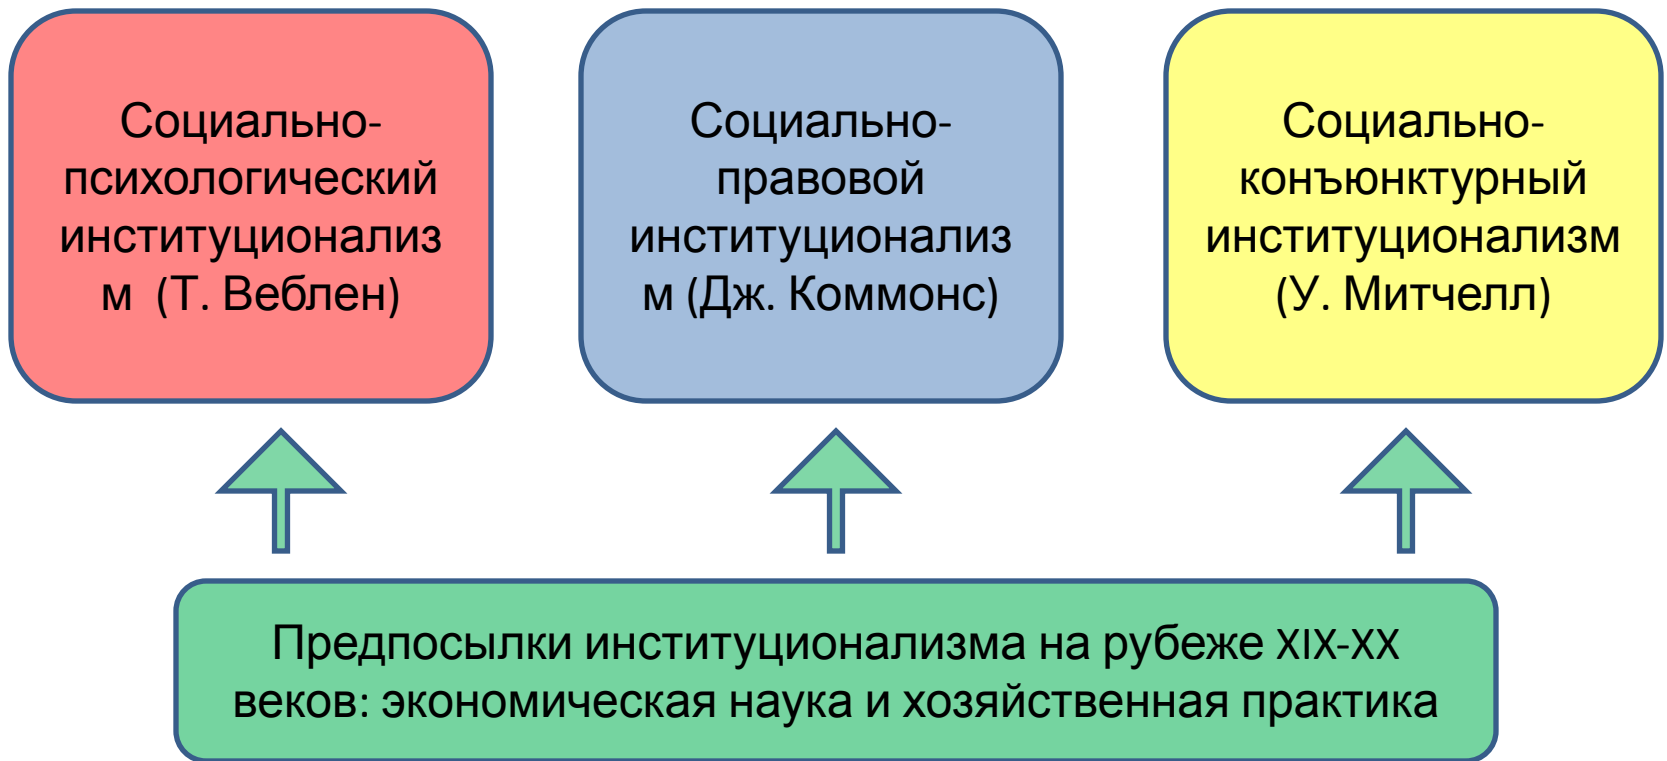 Социально-
психологический
институционализ
м (Т. Веблен)
Социально-
правовой
институционализ
м (Дж. Коммонс)
Социально-
конъюнктурный
институционализм
(У. Митчелл)
Предпосылки институционализма на рубеже XIX-XX
веков: экономическая наука и хозяйственная практика